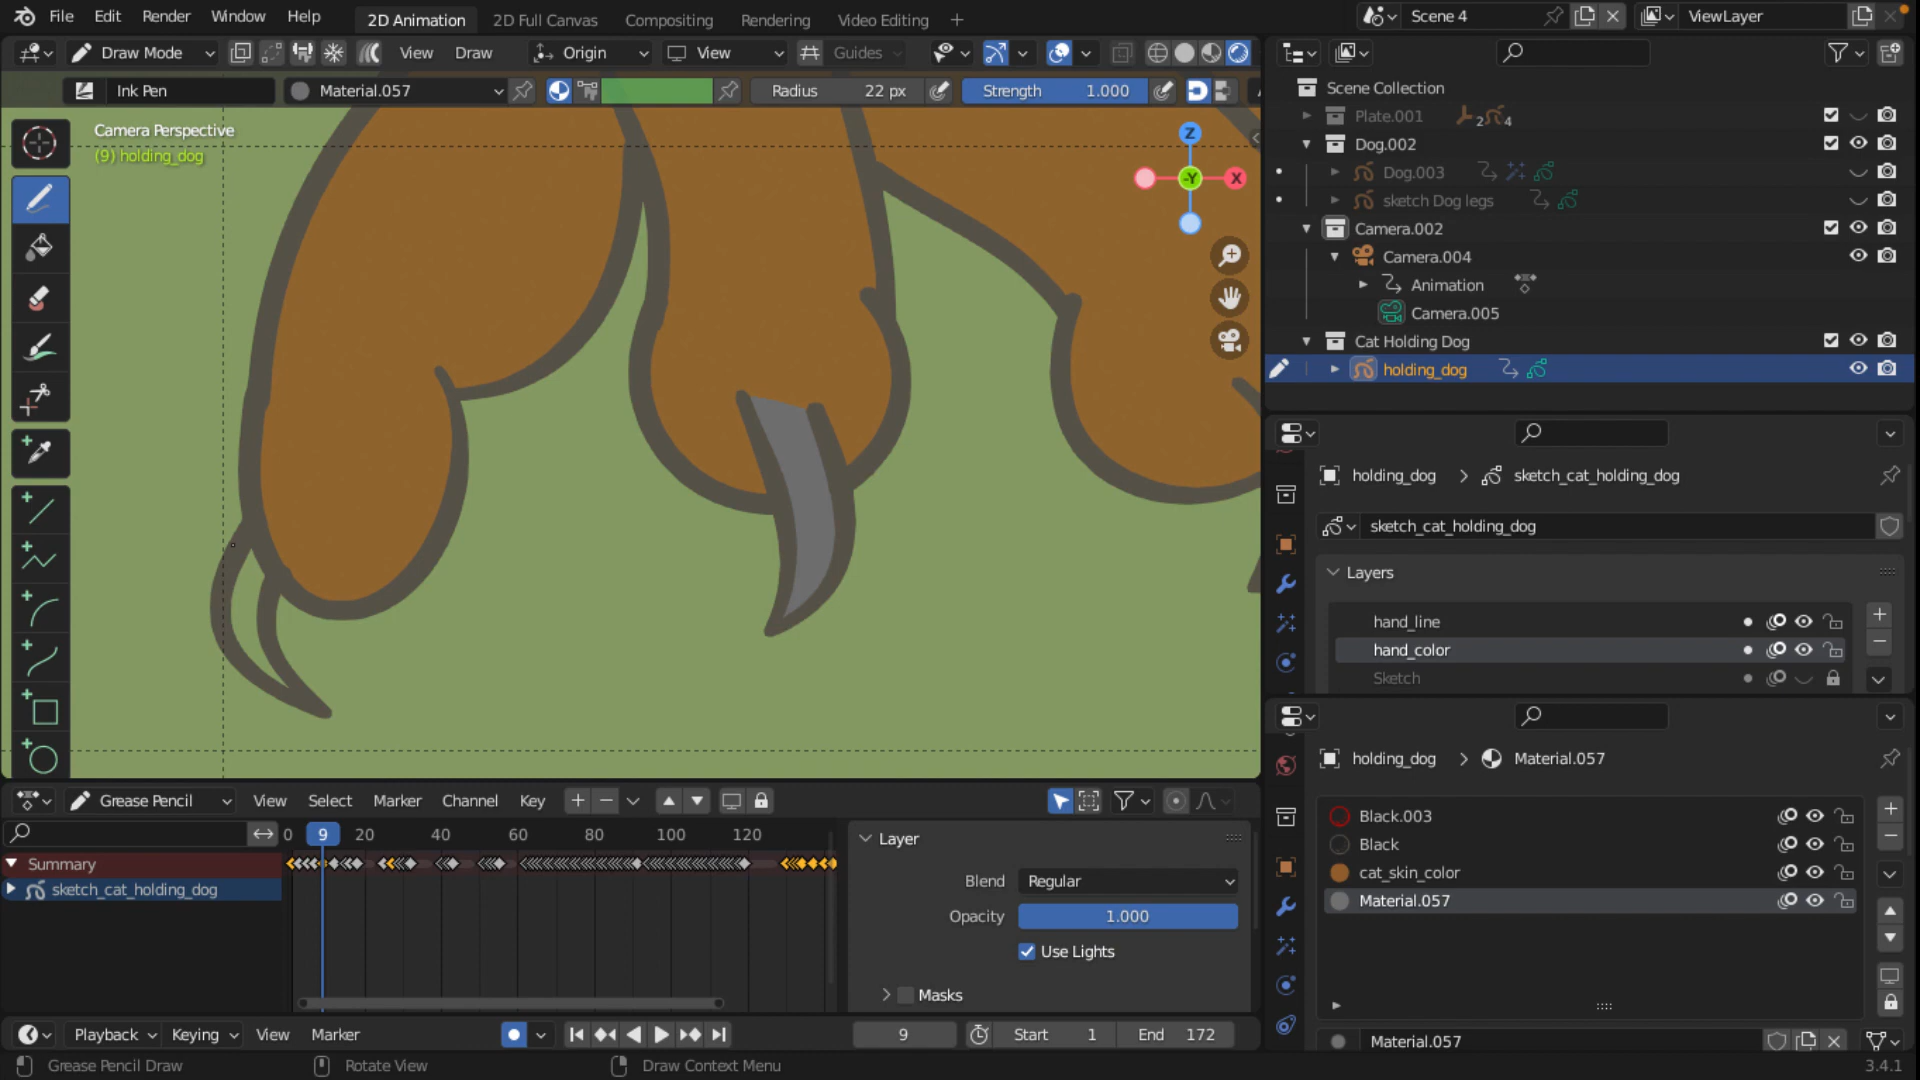 File Edit Render Window Help 2D Animation 2D Full Canvas Compositing Rendering Video Editing Scene 4 ViewLayer
Draw Mode View Draw Origin View Guides
Ink Pen Material.057 Radius 22 px Strength 1.000
Camera Perspective
(9) holding_dog
Z
-Y X
Scene Collection
Plate.001 2 4
Dog.002
Dog.003
sketch Dog legs
Camera.002
Camera.004
Animation
Camera.005
Cat Holding Dog
holding_dog
holding_dog > sketch_cat_holding_dog
sketch_cat_holding_dog
Layers
hand_line
hand_color
Sketch
holding_dog > Material.057
Black.003
Black
cat_skin_color
Material.057
Material.057
Grease Pencil View Select Marker Channel Key
0 9 20 40 60 80 100 120
Summary
sketch_cat_holding_dog
Layer
Blend Regular
Opacity 1.000
Use Lights
Masks
Playback Keying View Marker 9 Start 1 End 172
Grease Pencil Draw Rotate View Draw Context Menu 3.4.1